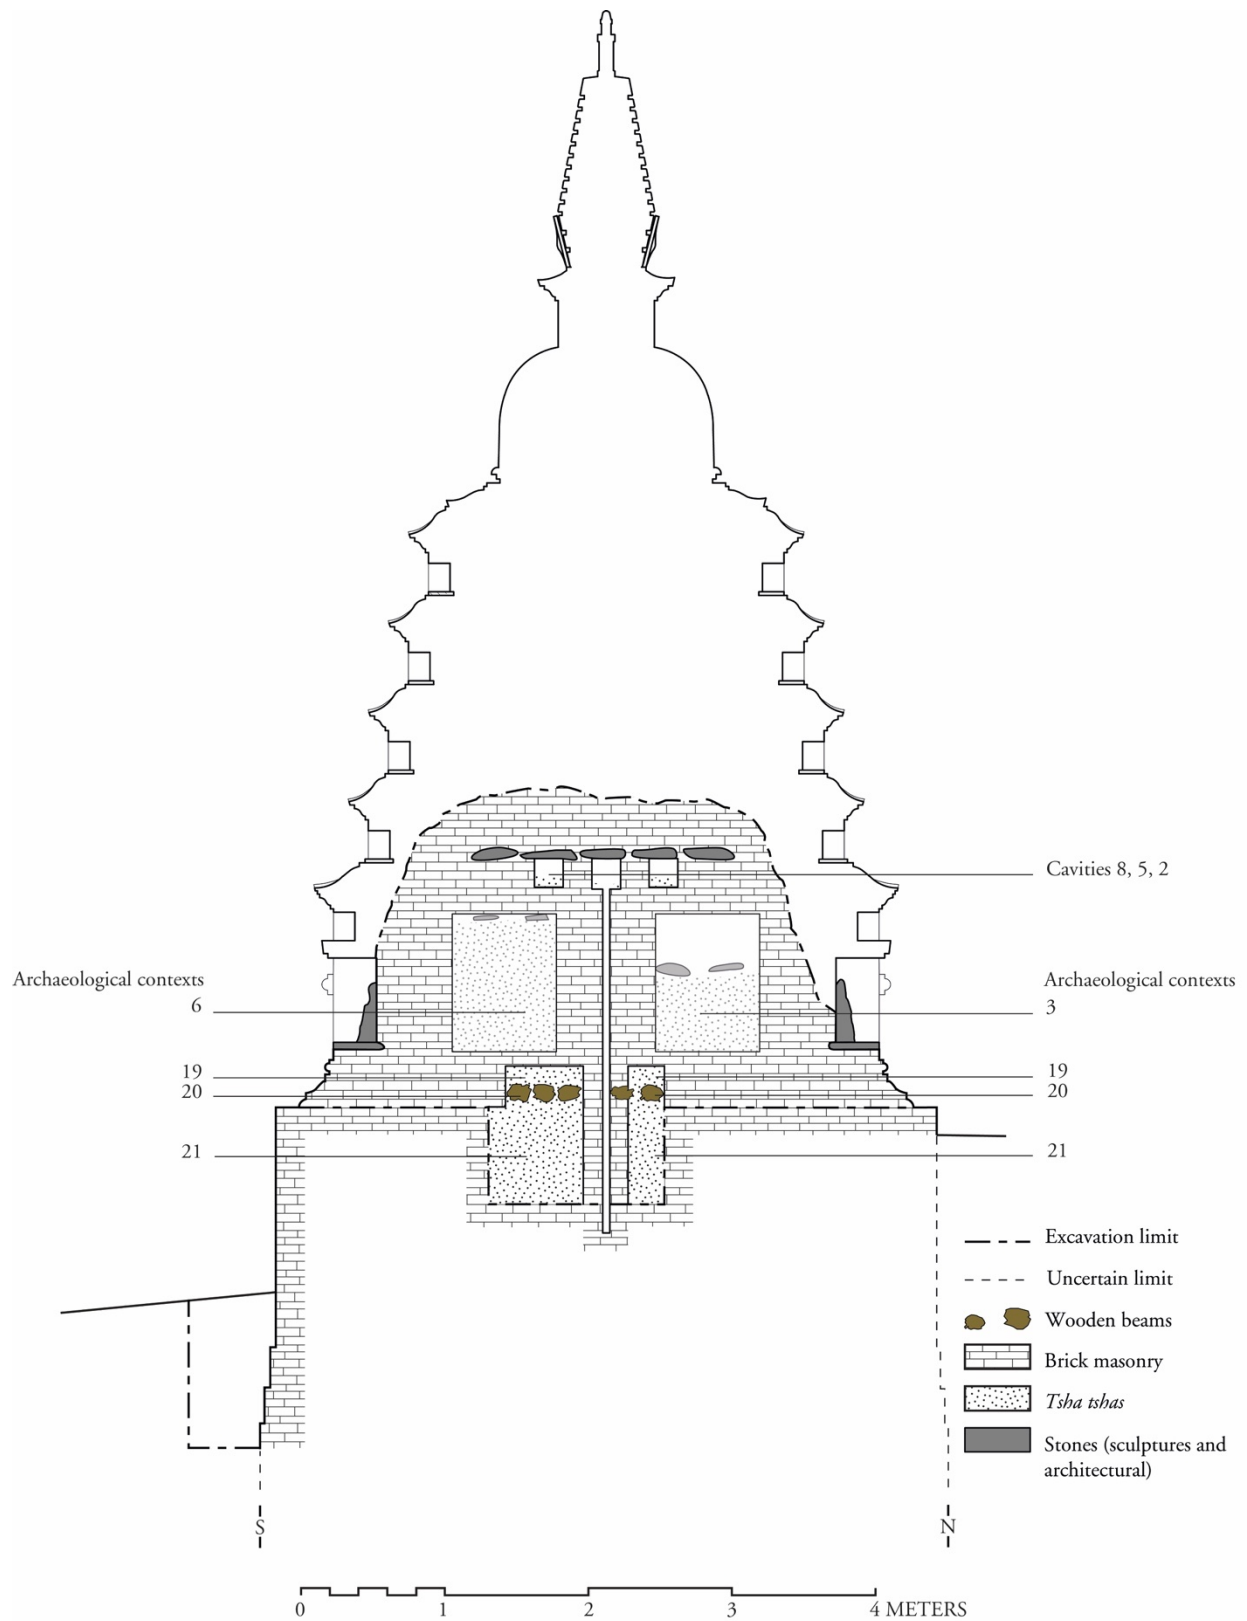 Cavities 8, 5, 2
Archaeological contexts
6
Archaeological contexts
3
19
20
19
20
21
21
Excavation limit
Uncertain limit
Wooden beams
Brick masonry
Tsha tshas
Stones (sculptures and
architectural)
S
N
0 1 2 3 4 METERS